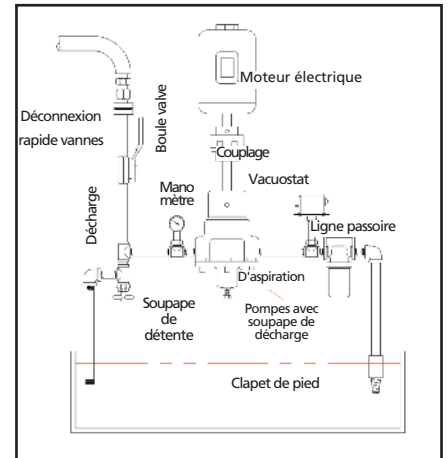 Moteur électrique
Déconnexion
rapide vannes
Boule valve
Couplage
Vacuostat
Mano
mètre
Ligne passoire
Décharge
D'aspiration
Soupape
de
détente
Pompes avec
soupape de
décharge
Clapet de pied